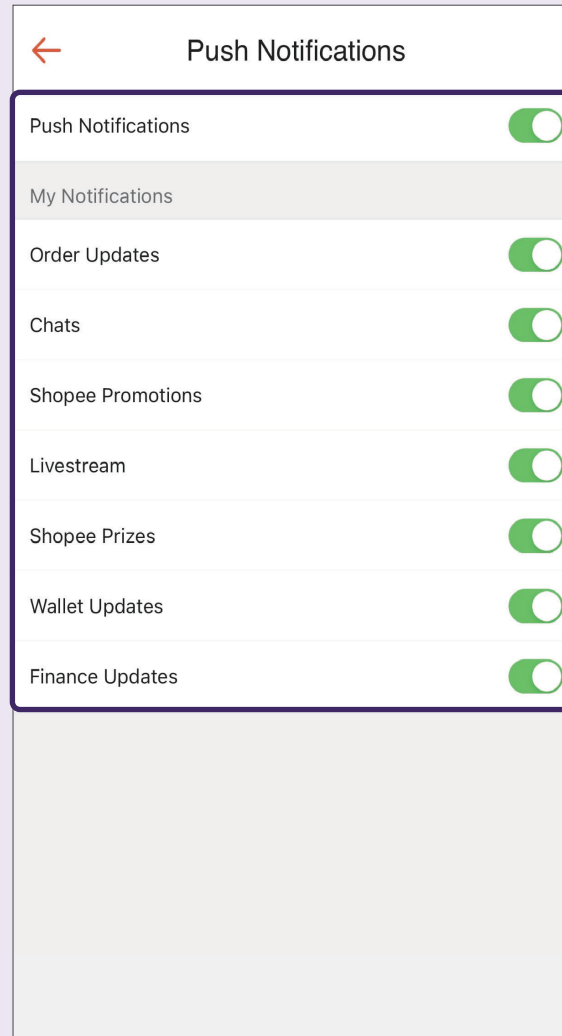 Push Notifications
Push Notifications
My Notifications
Order Updates
Chats
Shopee Promotions
Livestream
Shopee Prizes
Wallet Updates
Finance Updates